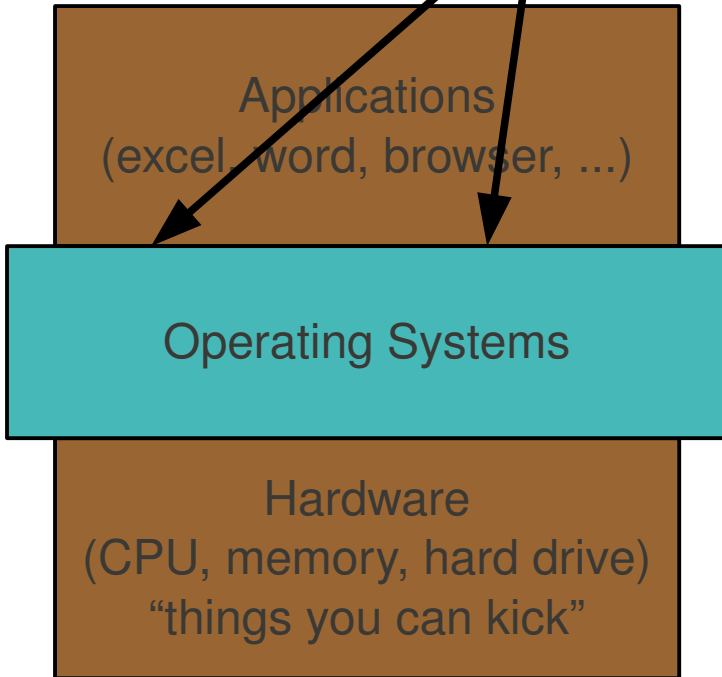 Applications
(excel, word, browser, ...)
Operating Systems
Hardware
(CPU, memory, hard drive)
“things you can kick”